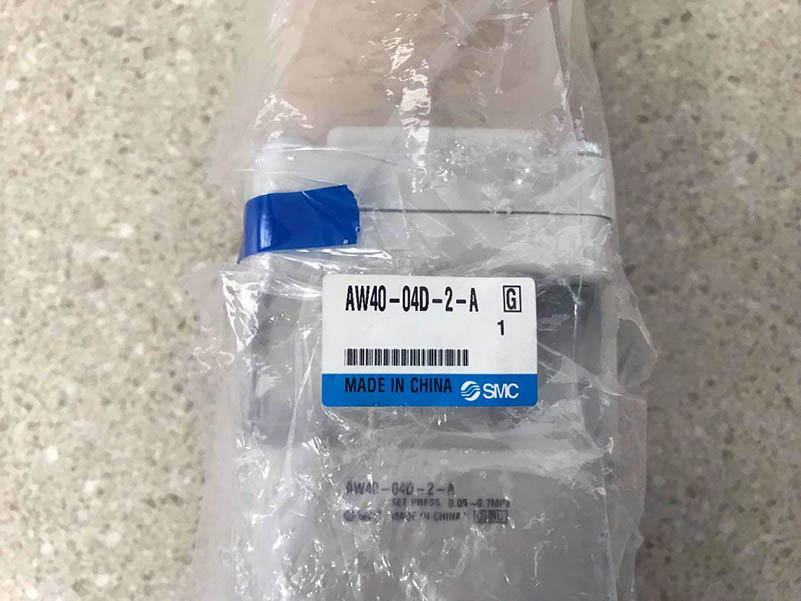 AW40-04D-2-A G
1
MADE IN CHINA SMC
AW40-04D-2-A
SET PRESS. 0.05~0.7MPa
MADE IN CHINA